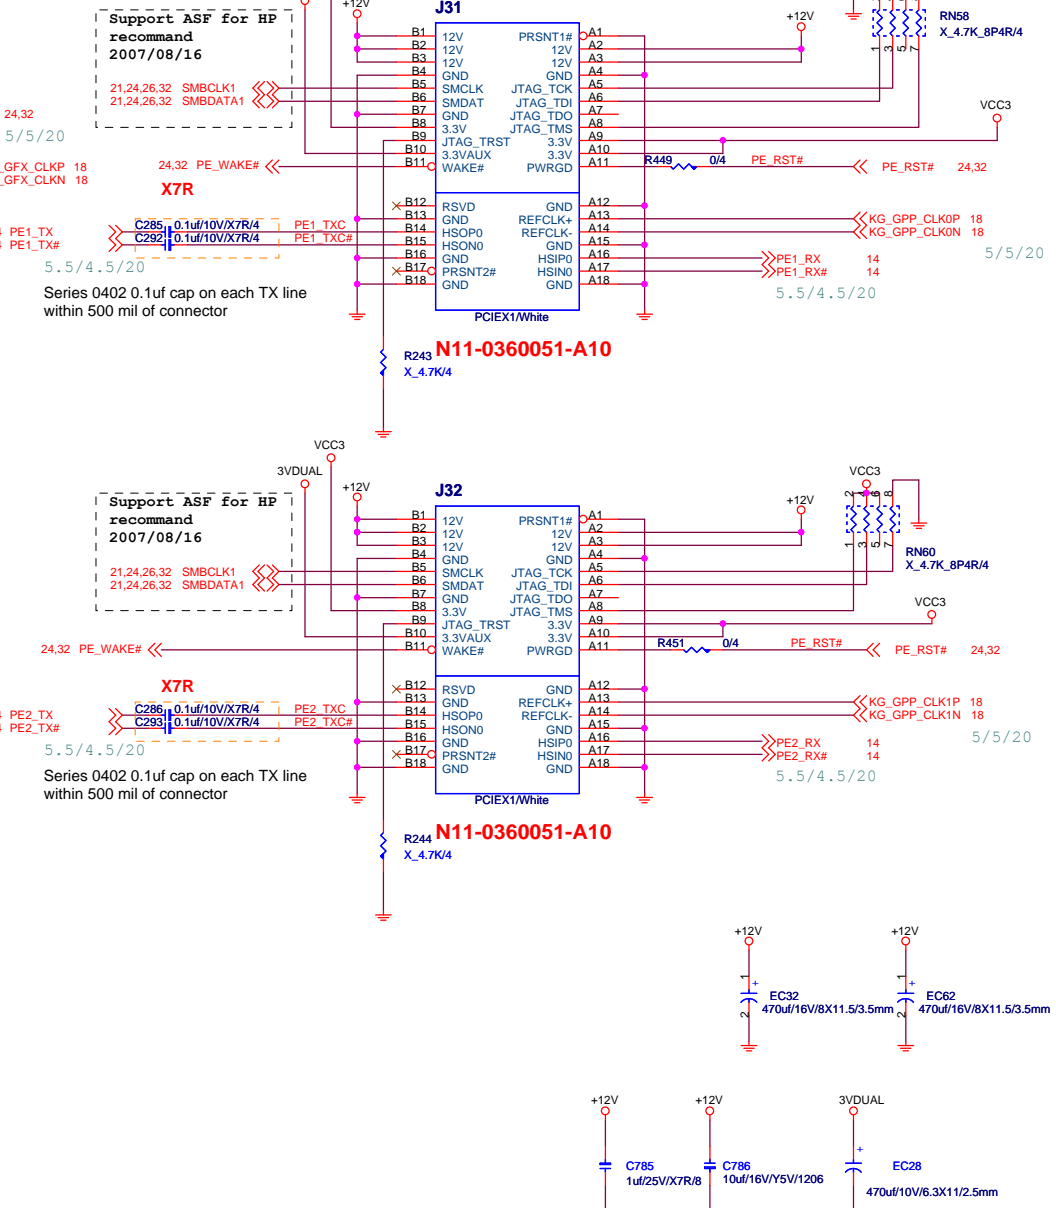 +12V
J31
+12V
RN58
X_4.7K_8P4R/4
1 3 5 7
Support ASF for HP
recommand
2007/08/16
21,24,26,32 SMBCLK1
21,24,26,32 SMBDATA1
24,32
5/5/20
_GFX_CLKP 18
_GFX_CLKN 18
24,32 PE_WAKE#
X7R
B1 12V PRSNT1# A1
B2 12V 12V A2
B3 12V 12V A3
B4 GND GND A4
B5 SMCLK JTAG_TCK A5
B6 SMDAT JTAG_TDI A6
B7 GND JTAG_TDO A7
B8 3.3V JTAG_TMS A8
B9 JTAG_TRST 3.3V A9
B10 3.3VAUX 3.3V A10
B11 WAKE# PWRGD A11
B12 RSVD GND A12
B13 GND REFCLK+ A13
B14 HSOP0 REFCLK- A14
B15 HSON0 GND A15
B16 GND HSIP0 A16
B17 PRSNT2# HSIN0 A17
B18 GND GND A18
VCC3
R449 0/4 PE_RST# PE_RST# 24,32
PE1_TX C285 0.1uf/10V/X7R/4 PE1_TXC
PE1_TX# C292 0.1uf/10V/X7R/4 PE1_TXC#
5.5/4.5/20
Series 0402 0.1uf cap on each TX line
within 500 mil of connector
KG_GPP_CLK0P 18
KG_GPP_CLK0N 18
5/5/20
PE1_RX 14
PE1_RX# 14
5.5/4.5/20
PCIEX1/White
N11-0360051-A10
R243
X_4.7K/4
VCC3
3VDUAL
+12V
J32
+12V
VCC3
2 4 6 8
1 3 5 7
RN60
X_4.7K_8P4R/4
Support ASF for HP
recommand
2007/08/16
21,24,26,32 SMBCLK1
21,24,26,32 SMBDATA1
24,32 PE_WAKE#
X7R
B1 12V PRSNT1# A1
B2 12V 12V A2
B3 12V 12V A3
B4 GND GND A4
B5 SMCLK JTAG_TCK A5
B6 SMDAT JTAG_TDI A6
B7 GND JTAG_TDO A7
B8 3.3V JTAG_TMS A8
B9 JTAG_TRST 3.3V A9
B10 3.3VAUX 3.3V A10
B11 WAKE# PWRGD A11
B12 RSVD GND A12
B13 GND REFCLK+ A13
B14 HSOP0 REFCLK- A14
B15 HSON0 GND A15
B16 GND HSIP0 A16
B17 PRSNT2# HSIN0 A17
B18 GND GND A18
VCC3
R451 0/4 PE_RST# PE_RST# 24,32
PE2_TX C286 0.1uf/10V/X7R/4 PE2_TXC
PE2_TX# C293 0.1uf/10V/X7R/4 PE2_TXC#
5.5/4.5/20
Series 0402 0.1uf cap on each TX line
within 500 mil of connector
KG_GPP_CLK1P 18
KG_GPP_CLK1N 18
5/5/20
PE2_RX 14
PE2_RX# 14
5.5/4.5/20
PCIEX1/White
N11-0360051-A10
R244
X_4.7K/4
+12V +12V
1 + 1 +
EC32 EC62
470uf/16V/8X11.5/3.5mm 470uf/16V/8X11.5/3.5mm
2 2
+12V +12V 3VDUAL
+
C785 C786 EC28
1uf/25V/X7R/8 10uf/16V/Y5V/1206
470uf/10V/6.3X11/2.5mm